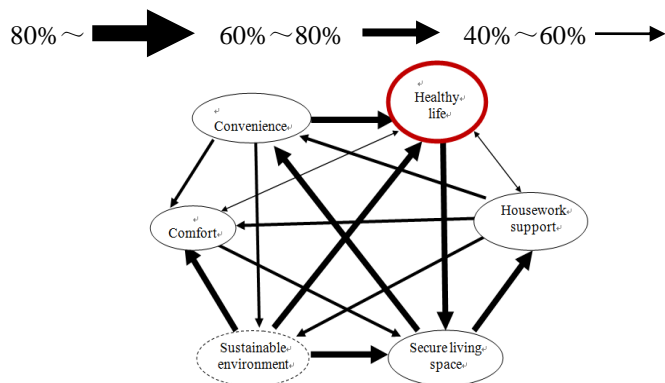 80%～
60%～80%
40%～60%
Healthy
life
Convenience
Housework
support
Comfort
Sustainable
environment
Secure living
space